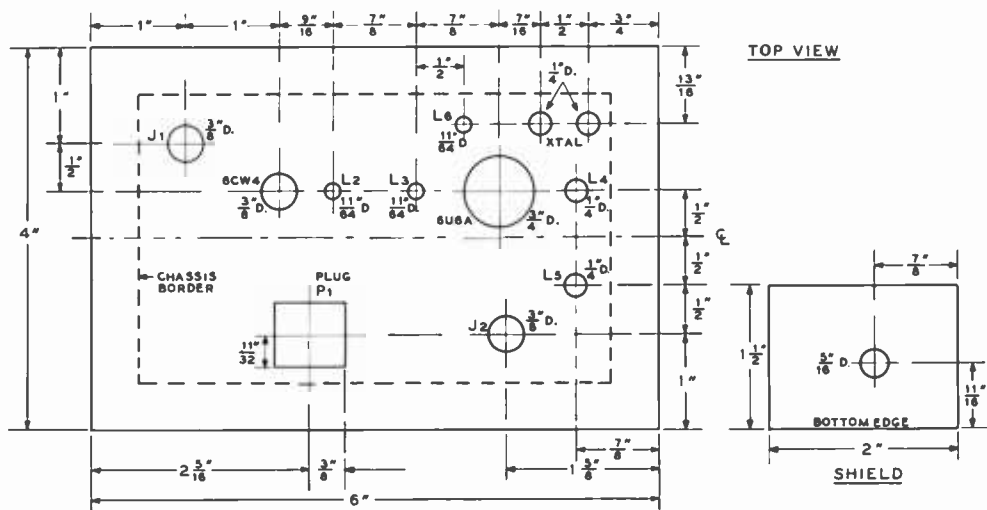 1" 1" 9/16" 7/8" 7/8" 7/16" 1/2" 3/4"
TOP VIEW
1/2" 1/4" D. 13/16"
1"
L6
J1 3/8" D. 11/64" D XTAL
1/2"
6CW4 L2 L3 L4
3/8" D. 11/64" D 11/64" D. 6U8A 3/4" D. 1/4" D. 1/2"
4" ℄
7/8"
CHASSIS BORDER PLUG P1 L5 1/4" D. 1/2"
1/2"
J2 3/8" D.
11/32" 1 1/2" 5/16" D.
1" 11/16"
BOTTOM EDGE
7/8"
2 5/16" 3/8" 1 5/8" 2"
SHIELD
6"